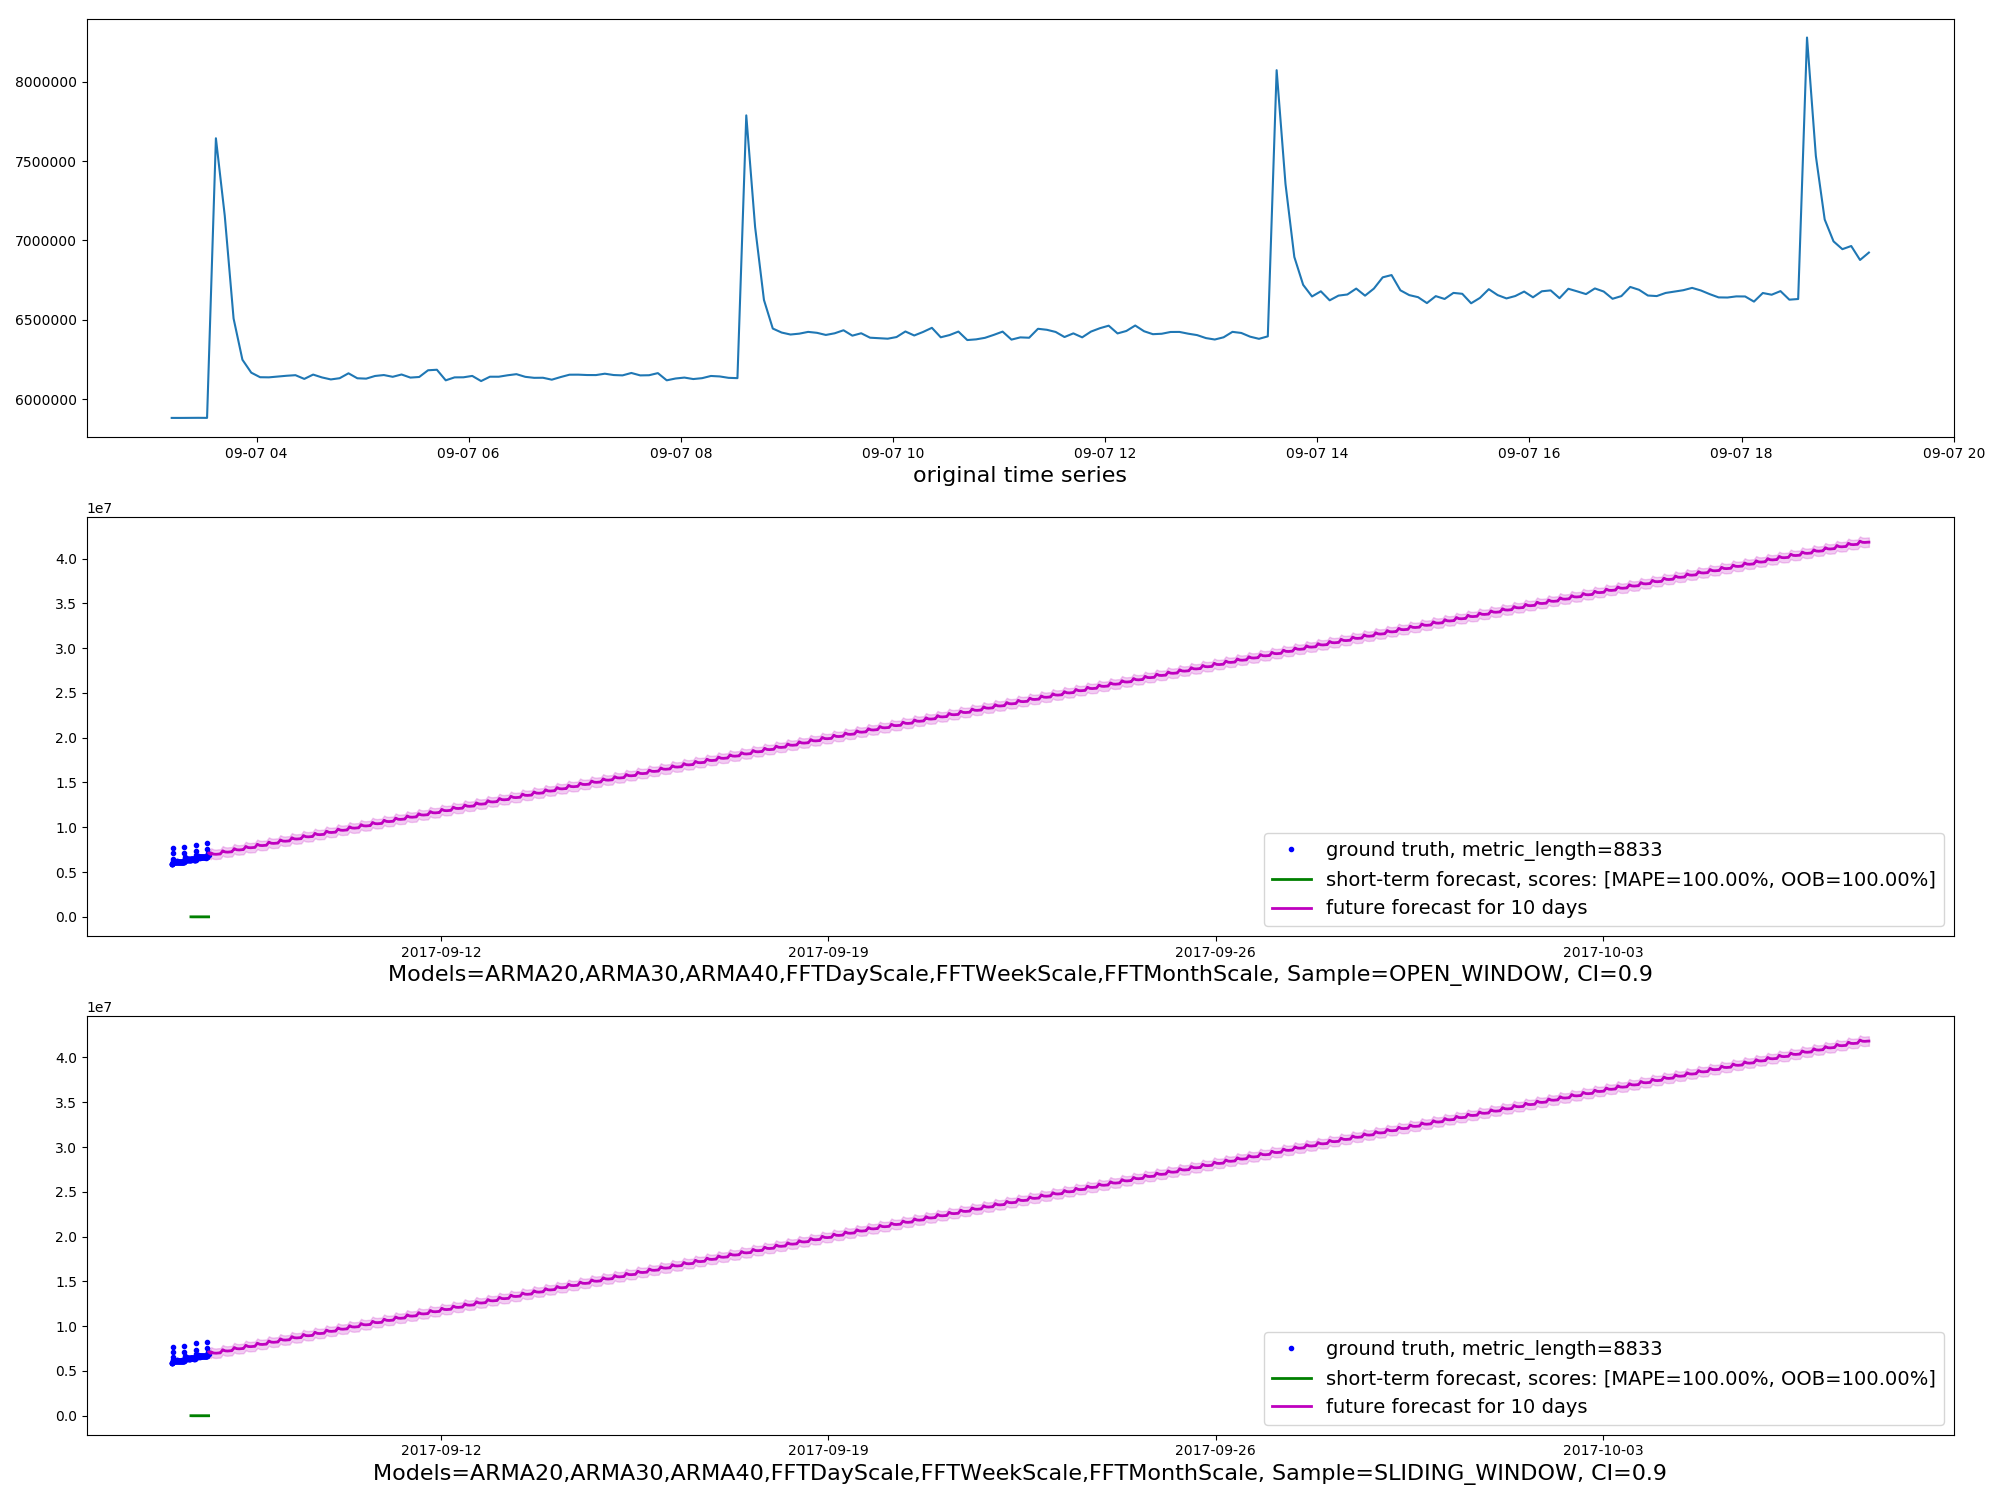 8000000
7500000
7000000
6500000
6000000
09-07 04 09-07 06 09-07 08 09-07 10 09-07 12 09-07 14 09-07 16 09-07 18 09-07 20
original time series
1e7
4.0
3.5
3.0
2.5
2.0
1.5
1.0
0.5
0.0
ground truth, metric_length=8833
short-term forecast, scores: [MAPE=100.00%, OOB=100.00%]
future forecast for 10 days
2017-09-12 2017-09-19 2017-09-26 2017-10-03
Models=ARMA20,ARMA30,ARMA40,FFTDayScale,FFTWeekScale,FFTMonthScale, Sample=OPEN_WINDOW, CI=0.9
1e7
4.0
3.5
3.0
2.5
2.0
1.5
1.0
0.5
0.0
ground truth, metric_length=8833
short-term forecast, scores: [MAPE=100.00%, OOB=100.00%]
future forecast for 10 days
2017-09-12 2017-09-19 2017-09-26 2017-10-03
Models=ARMA20,ARMA30,ARMA40,FFTDayScale,FFTWeekScale,FFTMonthScale, Sample=SLIDING_WINDOW, CI=0.9